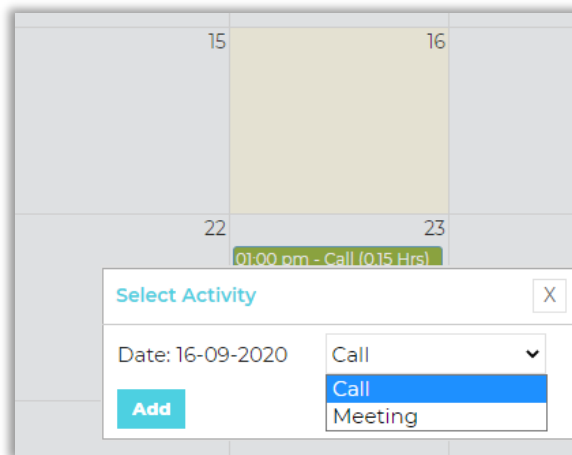 15 16
22 23
01:00 pm - Call (0.15 Hrs)
Select Activity X
Date: 16-09-2020 Call
Call
Meeting
Add